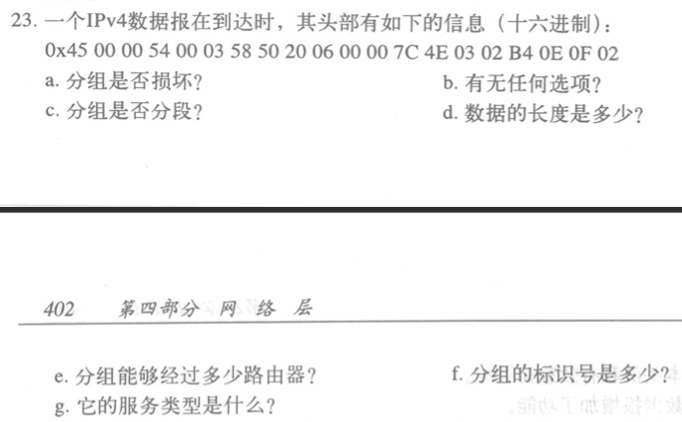 23. 一个IPv4数据报在到达时，其头部有如下的信息（十六进制）：
0x45 00 00 54 00 03 58 50 20 06 00 00 7C 4E 03 02 B4 0E 0F 02
a. 分组是否损坏？ b. 有无任何选项？
c. 分组是否分段？ d. 数据的长度是多少？
402 第四部分 网 络 层
e. 分组能够经过多少路由器？ f. 分组的标识号是多少？
g. 它的服务类型是什么？